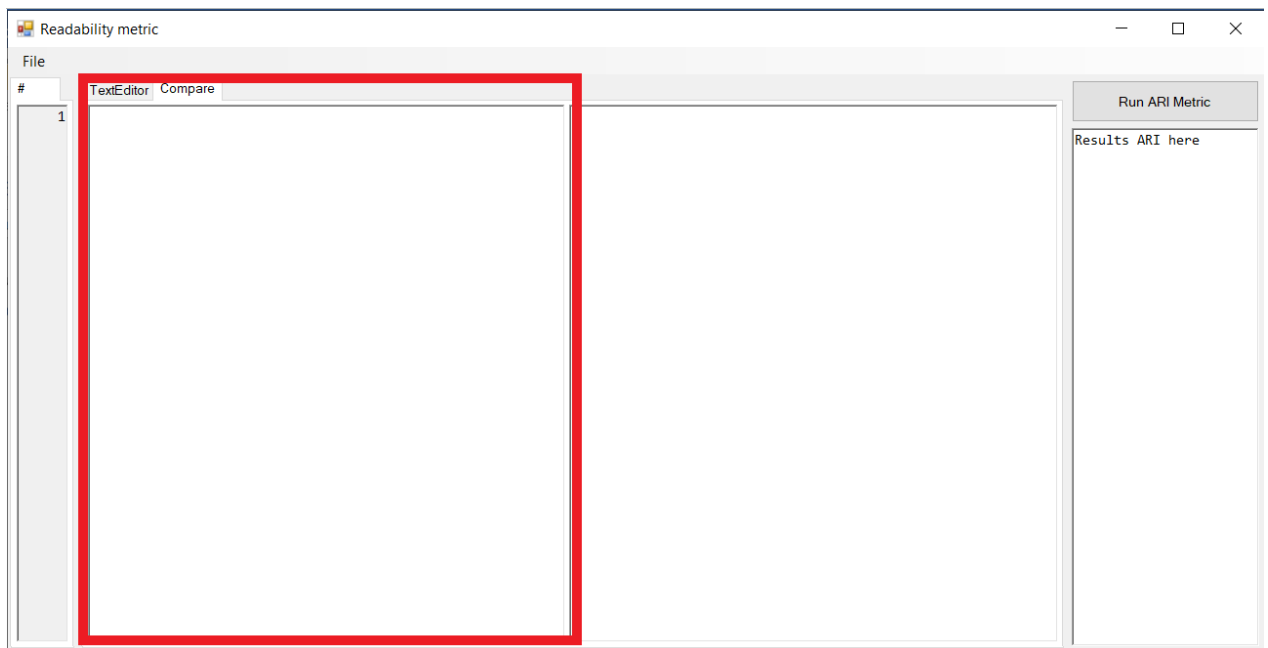 Readability metric
File
#
TextEditor Compare
Run ARI Metric
1
Results ARI here